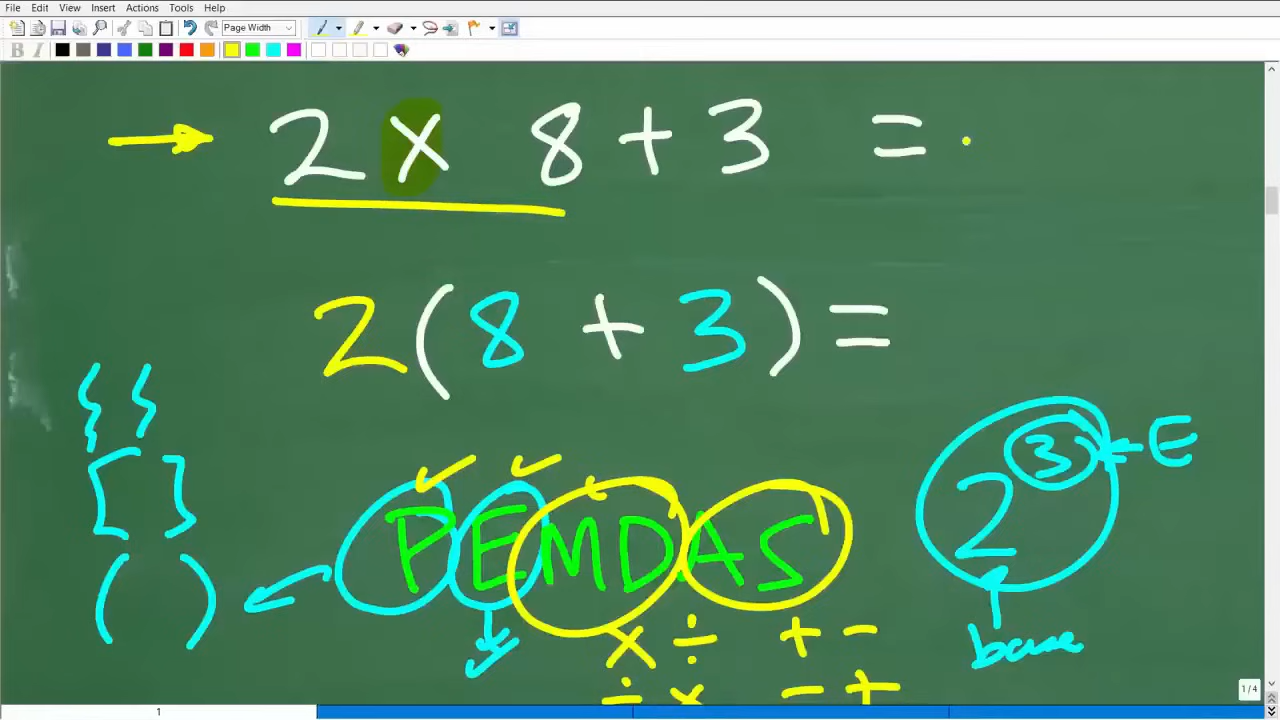 File Edit View Insert Actions Tools Help
Page Width
B I
2 x 8 + 3 =
2(8 + 3) =
{ }
[ ]
( )
PEMDAS
2³ ← E
base
x ÷ + -
÷ x - +
1/4
1